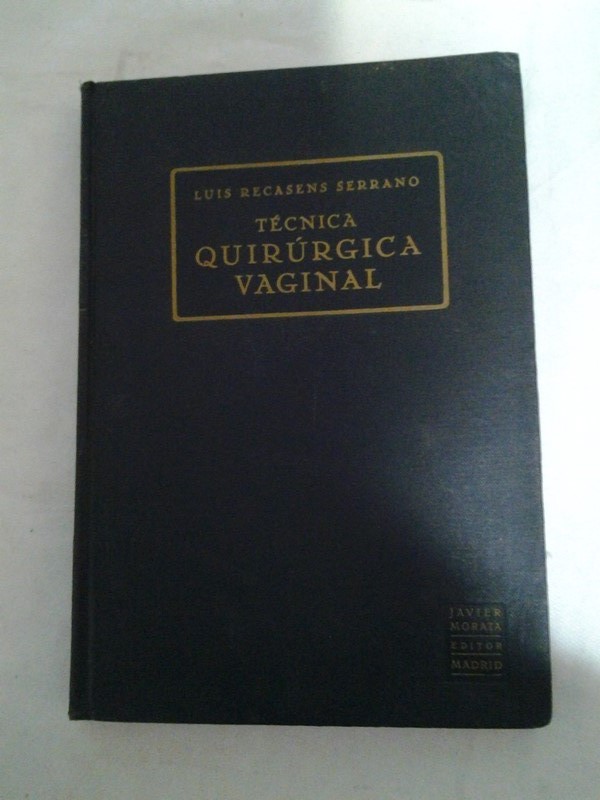 LUIS RECASENS SERRANO
TÉCNICA
QUIRÚRGICA
VAGINAL
JAVIER
MORATA
EDITOR
MADRID